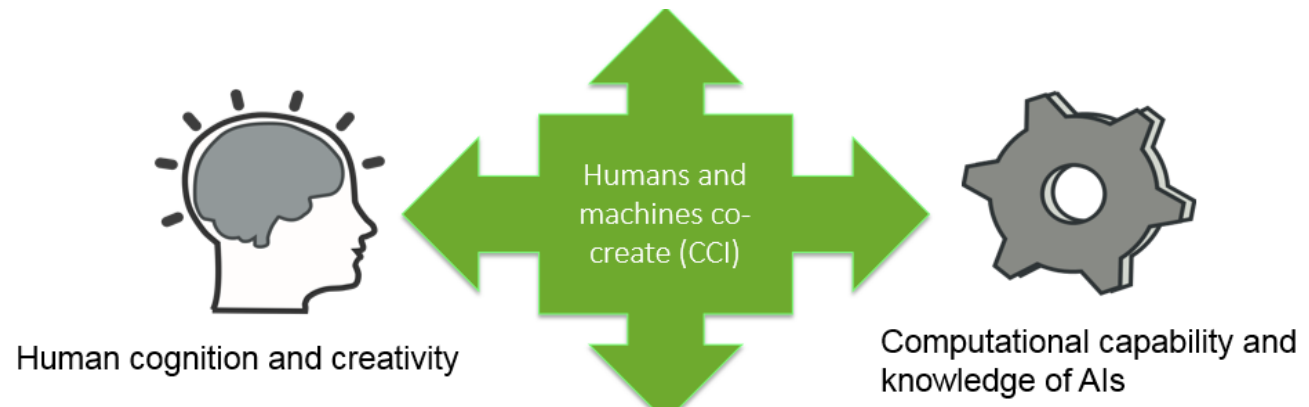 Humans and
machines co-
create (CCI)
Human cognition and creativity
Computational capability and
knowledge of AIs